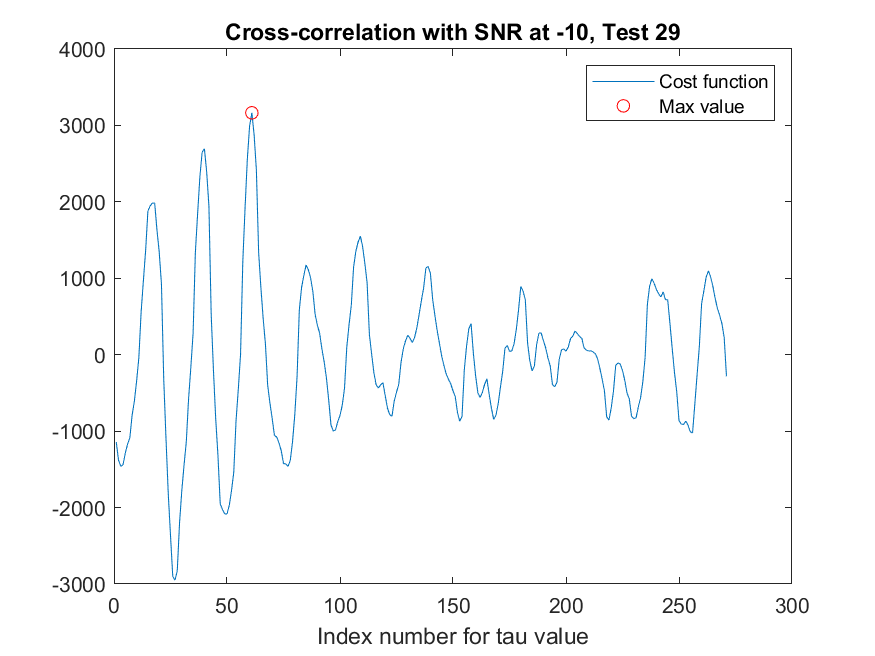 Cross-correlation with SNR at -10, Test 29
4000
3000
2000
1000
0
-1000
-2000
-3000
0 50 100 150 200 250 300
Index number for tau value
Cost function
Max value